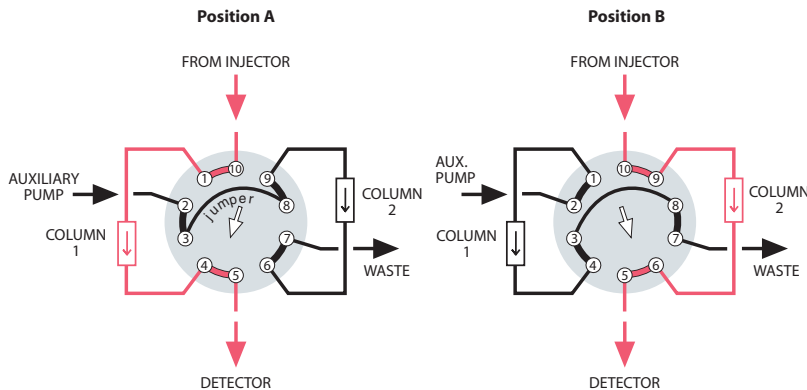 Position A
FROM INJECTOR
AUXILIARY
PUMP
COLUMN
1
COLUMN
2
WASTE
DETECTOR
jumper
1
10
9
2
8
3
7
4
5
6
Position B
FROM INJECTOR
AUX.
PUMP
COLUMN
1
COLUMN
2
WASTE
DETECTOR
10
9
1
2
8
3
7
4
5
6